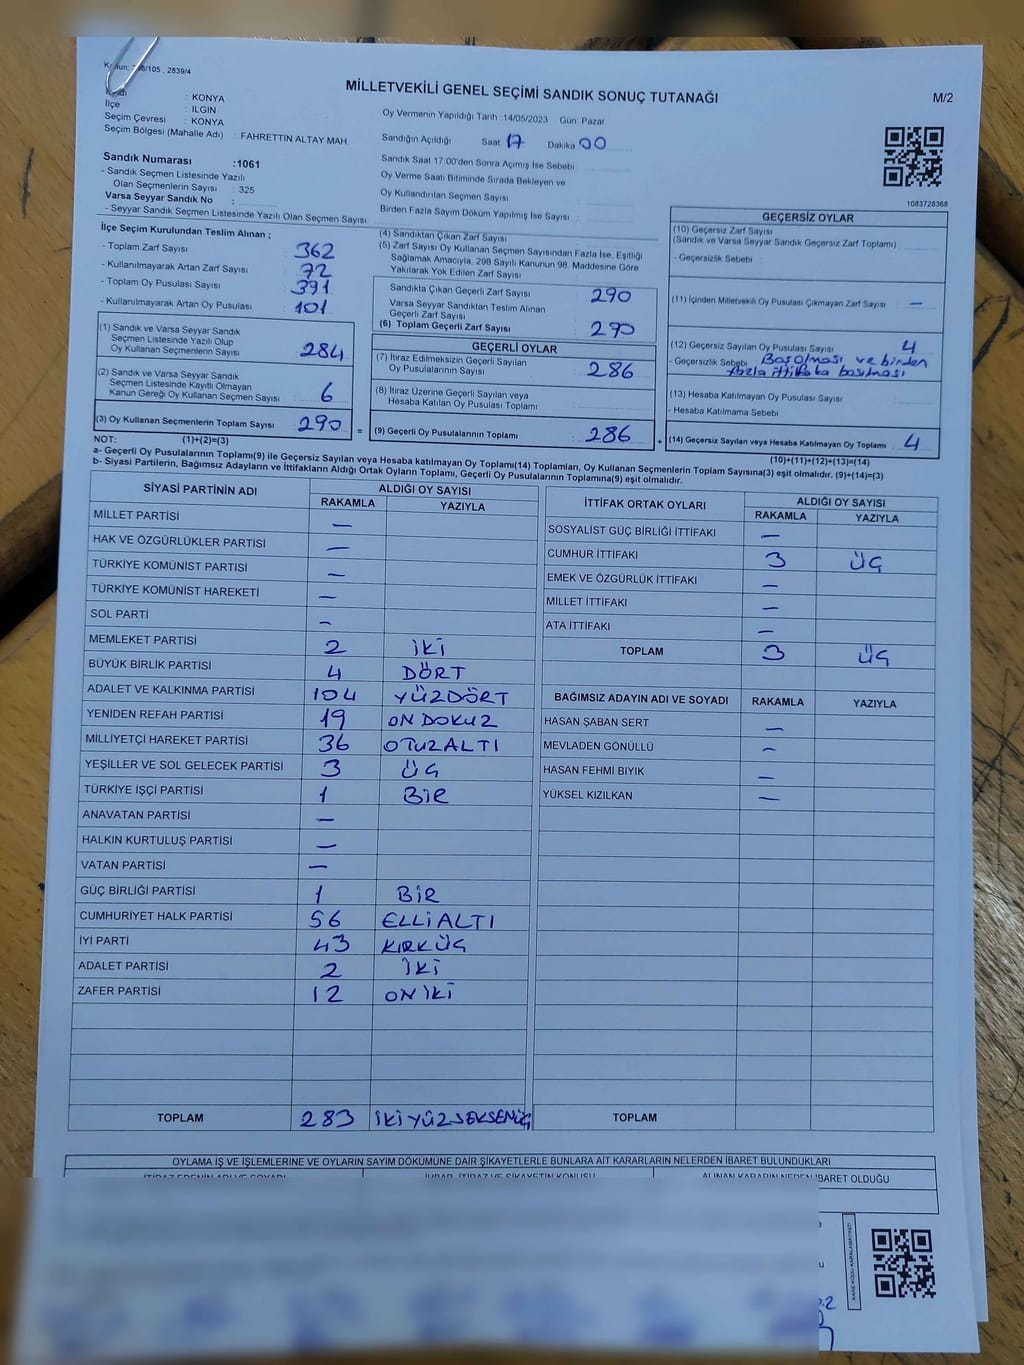 MİLLETVEKİLİ GENEL SEÇİMİ SANDIK SONUÇ TUTANAĞI
M/2
/105 , 2839/4
: KONYA
İlçe : ILGIN
Seçim Çevresi : KONYA
Seçim Bölgesi (Mahalle Adı) : FAHRETTİN ALTAY MAH.
Sandık Numarası :1061
- Sandık Seçmen Listesinde Yazılı
Olan Seçmenlerin Sayısı : 325
Varsa Seyyar Sandık No :
- Seyyar Sandık Seçmen Listesinde Yazılı Olan Seçmen Sayısı
Oy Vermenin Yapıldığı Tarih :14/05/2023 Gün: Pazar
Sandığın Açıldığı Saat 17 Dakika 00
Sandık Saat 17:00'den Sonra Açımış İse Sebebi
Oy Verme Saati Bitiminde Sırada Bekleyen ve
Oy Kullandırılan Seçmen Sayısı
Birden Fazla Sayım Döküm Yapılmış İse Sayısı
1083728368
İlçe Seçim Kurulundan Teslim Alınan ;
- Toplam Zarf Sayısı 362
- Kullanılmayarak Artan Zarf Sayısı 72
- Toplam Oy Pusulası Sayısı 391
- Kullanılmayarak Artan Oy Pusulası 101
(1) Sandık ve Varsa Seyyar Sandık
Seçmen Listesinde Yazılı Olup
Oy Kullanan Seçmenlerin Sayısı 284
(2) Sandık ve Varsa Seyyar Sandık
Seçmen Listesinde Kayıtlı Olmayan
Kanun Gereği Oy Kullanan Seçmen Sayısı 6
(3) Oy Kullanan Seçmenlerin Toplam Sayısı 290 =
(4) Sandıktan Çıkan Zarf Sayısı
(5) Zarf Sayısı Oy Kullanan Seçmen Sayısından Fazla İse, Eşitliği
Sağlamak Amacıyla, 298 Sayılı Kanunun 98. Maddesine Göre
Yakılarak Yok Edilen Zarf Sayısı
Sandıkta Çıkan Geçerli Zarf Sayısı 290
Varsa Seyyar Sandıktan Teslim Alınan
Geçerli Zarf Sayısı
(6) Toplam Geçerli Zarf Sayısı 290
GEÇERLİ OYLAR
(7) İtiraz Edilmeksizin Geçerli Sayılan
Oy Pusulalarının Sayısı 286
(8) İtiraz Üzerine Geçerli Sayılan veya
Hesaba Katılan Oy Pusulası Toplamı
(9) Geçerli Oy Pusulalarının Toplamı 286 +
GEÇERSİZ OYLAR
(10) Geçersiz Zarf Sayısı
(Sandık ve Varsa Seyyar Sandık Geçersiz Zarf Toplamı)
- Geçersizlik Sebebi
(11) İçinden Milletvekili Oy Pusulası Çıkmayan Zarf Sayısı —
(12) Geçersiz Sayılan Oy Pusulası Sayısı 4
- Geçersizlik Sebebi Boş olması ve birden
fazla ittifaka basılması
(13) Hesaba Katılmayan Oy Pusulası Sayısı
- Hesaba Katılmama Sebebi
(14) Geçersiz Sayılan veya Hesaba Katılmayan Oy Toplamı 4
NOT: (1)+(2)=(3) (10)+(11)+(12)+(13)=(14)
a- Geçerli Oy Pusulalarının Toplamı(9) ile Geçersiz Sayılan veya Hesaba Katılmayan Oy Toplamı(14) Toplamları, Oy Kullanan Seçmenlerin Toplam Sayısına(3) eşit olmalıdır. (9)+(14)=(3)
b- Siyasi Partilerin, Bağımsız Adayların ve İttifakların Aldığı Ortak Oyların Toplamı, Geçerli Oy Pusulalarının Toplamına(9) eşit olmalıdır.
SİYASİ PARTİNİN ADI ALDIĞI OY SAYISI
RAKAMLA YAZIYLA
MİLLET PARTİSİ —
HAK VE ÖZGÜRLÜKLER PARTİSİ —
TÜRKİYE KOMÜNİST PARTİSİ —
TÜRKİYE KOMÜNİST HAREKETİ —
SOL PARTİ —
MEMLEKET PARTİSİ 2 İKİ
BÜYÜK BİRLİK PARTİSİ 4 DÖRT
ADALET VE KALKINMA PARTİSİ 104 YÜZDÖRT
YENİDEN REFAH PARTİSİ 19 ON DOKUZ
MİLLİYETÇİ HAREKET PARTİSİ 36 OTUZ ALTI
YEŞİLLER VE SOL GELECEK PARTİSİ 3 ÜÇ
TÜRKİYE İŞÇİ PARTİSİ 1 BİR
ANAVATAN PARTİSİ —
HALKIN KURTULUŞ PARTİSİ —
VATAN PARTİSİ —
GÜÇ BİRLİĞİ PARTİSİ 1 BİR
CUMHURİYET HALK PARTİSİ 56 ELLİ ALTI
İYİ PARTİ 43 KIRK ÜÇ
ADALET PARTİSİ 2 İKİ
ZAFER PARTİSİ 12 ON İKİ
TOPLAM 283 İKİ YÜZ SEKSENÜÇ
İTTİFAK ORTAK OYLARI ALDIĞI OY SAYISI
RAKAMLA YAZIYLA
SOSYALİST GÜÇ BİRLİĞİ İTTİFAKI —
CUMHUR İTTİFAKI 3 ÜÇ
EMEK VE ÖZGÜRLÜK İTTİFAKI —
MİLLET İTTİFAKI —
ATA İTTİFAKI —
TOPLAM 3 ÜÇ
BAĞIMSIZ ADAYIN ADI VE SOYADI RAKAMLA YAZIYLA
HASAN ŞABAN SERT —
MEVLADEN GÖNÜLLÜ —
HASAN FEHMİ BIYIK —
YÜKSEL KIZILKAN —
TOPLAM
OYLAMA İŞ VE İŞLEMLERİNE VE OYLARIN SAYIM DÖKÜMÜNE DAİR ŞİKAYETLERLE BUNLARA AİT KARARLARIN NELERDEN İBARET BULUNDUKLARI
İTİRAZ EDENİN ADI VE SOYADI İHBAR, İTİRAZ VE ŞİKAYETİN KONUSU ALINAN KARARIN NEDEN İBARET OLDUĞU